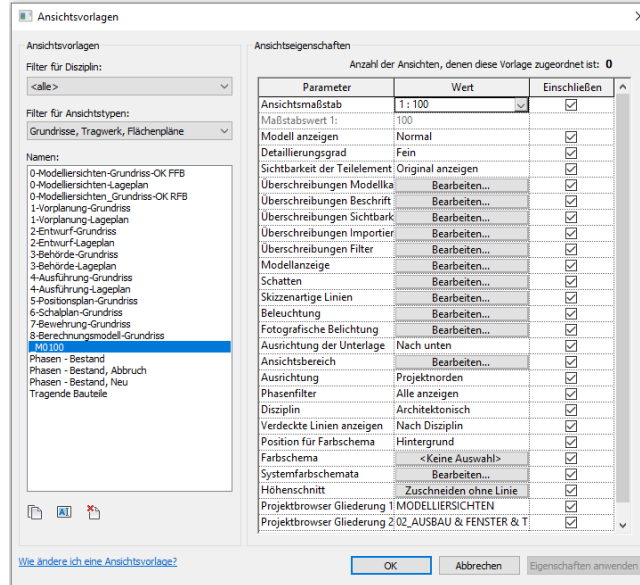 Ansichtsvorlagen
Ansichtsvorlagen
Filter für Disziplin:
<alle>
Filter für Ansichtstypen:
Grundrisse, Tragwerk, Flächenpläne
Namen:
0-Modelliersichten-Grundriss-OK FFB
0-Modelliersichten-Lageplan
0-Modelliersichten_Grundriss-OK RFB
1-Vorplanung-Grundriss
1-Vorplanung-Lageplan
2-Entwurf-Grundriss
2-Entwurf-Lageplan
3-Behörde-Grundriss
3-Behörde-Lageplan
4-Ausführung-Grundriss
4-Ausführung-Lageplan
5-Positionsplan-Grundriss
6-Schalplan-Grundriss
7-Bewehrung-Grundriss
8-Berechnungsmodell-Grundriss
_M0100
Phasen - Bestand
Phasen - Bestand, Abbruch
Phasen - Bestand, Neu
Tragende Bauteile
Wie ändere ich eine Ansichtsvorlage?
Ansichtseigenschaften
Anzahl der Ansichten, denen diese Vorlage zugeordnet ist: 0
Parameter Wert Einschließen
Ansichtsmaßstab 1 : 100
Maßstabswert 1: 100
Modell anzeigen Normal
Detaillierungsgrad Fein
Sichtbarkeit der Teilelement Original anzeigen
Überschreibungen Modellka Bearbeiten...
Überschreibungen Beschrift Bearbeiten...
Überschreibungen Sichtbark Bearbeiten...
Überschreibungen Importier Bearbeiten...
Überschreibungen Filter Bearbeiten...
Modellanzeige Bearbeiten...
Schatten Bearbeiten...
Skizzenartige Linien Bearbeiten...
Beleuchtung Bearbeiten...
Fotografische Belichtung Bearbeiten...
Ausrichtung der Unterlage Nach unten
Ansichtsbereich Bearbeiten...
Ausrichtung Projektnorden
Phasenfilter Alle anzeigen
Disziplin Architektonisch
Verdeckte Linien anzeigen Nach Disziplin
Position für Farbschema Hintergrund
Farbschema <Keine Auswahl>
Systemfarbschemata Bearbeiten...
Höhenschnitt Zuschneiden ohne Linie
Projektbrowser Gliederung 1 MODELLIERSICHTEN
Projektbrowser Gliederung 2 02_AUSBAU & FENSTER & T
OK Abbrechen Eigenschaften anwenden